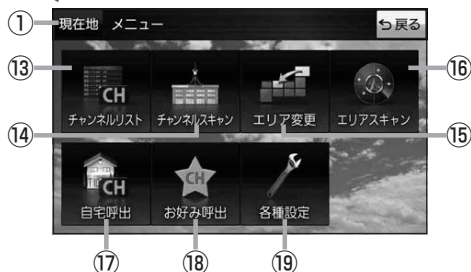 ① 現在地 メニュー 戻る
⑬ ⑯
CH
チャンネルリスト チャンネルスキャン エリア変更 エリアスキャン
⑭ ⑮
CH CH
自宅呼出 お好み呼出 各種設定
⑰ ⑱ ⑲